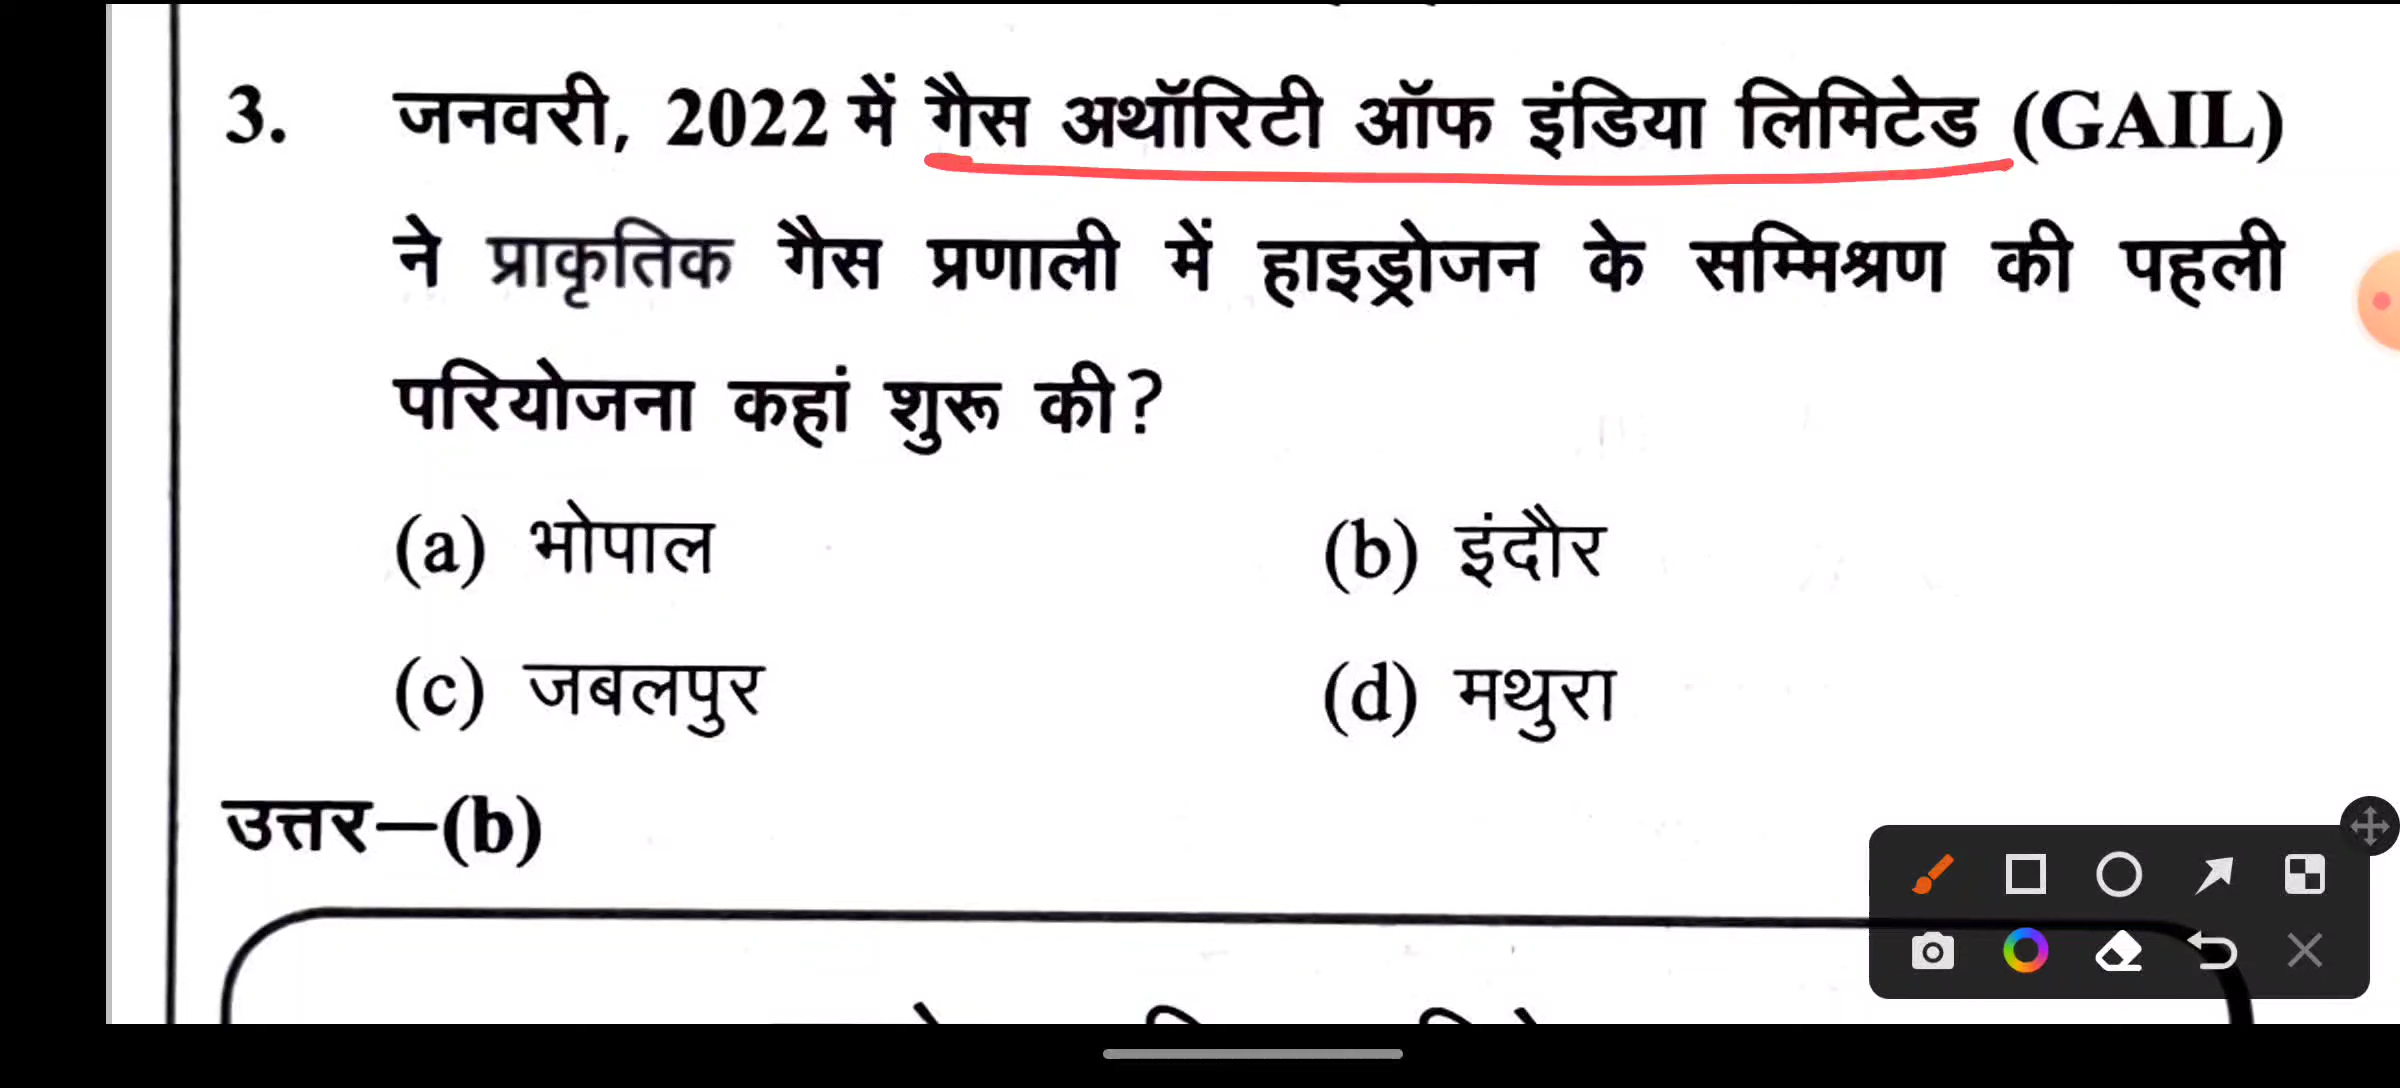 3. जनवरी, 2022 में गैस अथॉरिटी ऑफ इंडिया लिमिटेड (GAIL)
ने प्राकृतिक गैस प्रणाली में हाइड्रोजन के सम्मिश्रण की पहली
परियोजना कहां शुरू की?
(a) भोपाल (b) इंदौर
(c) जबलपुर (d) मथुरा
उत्तर—(b)